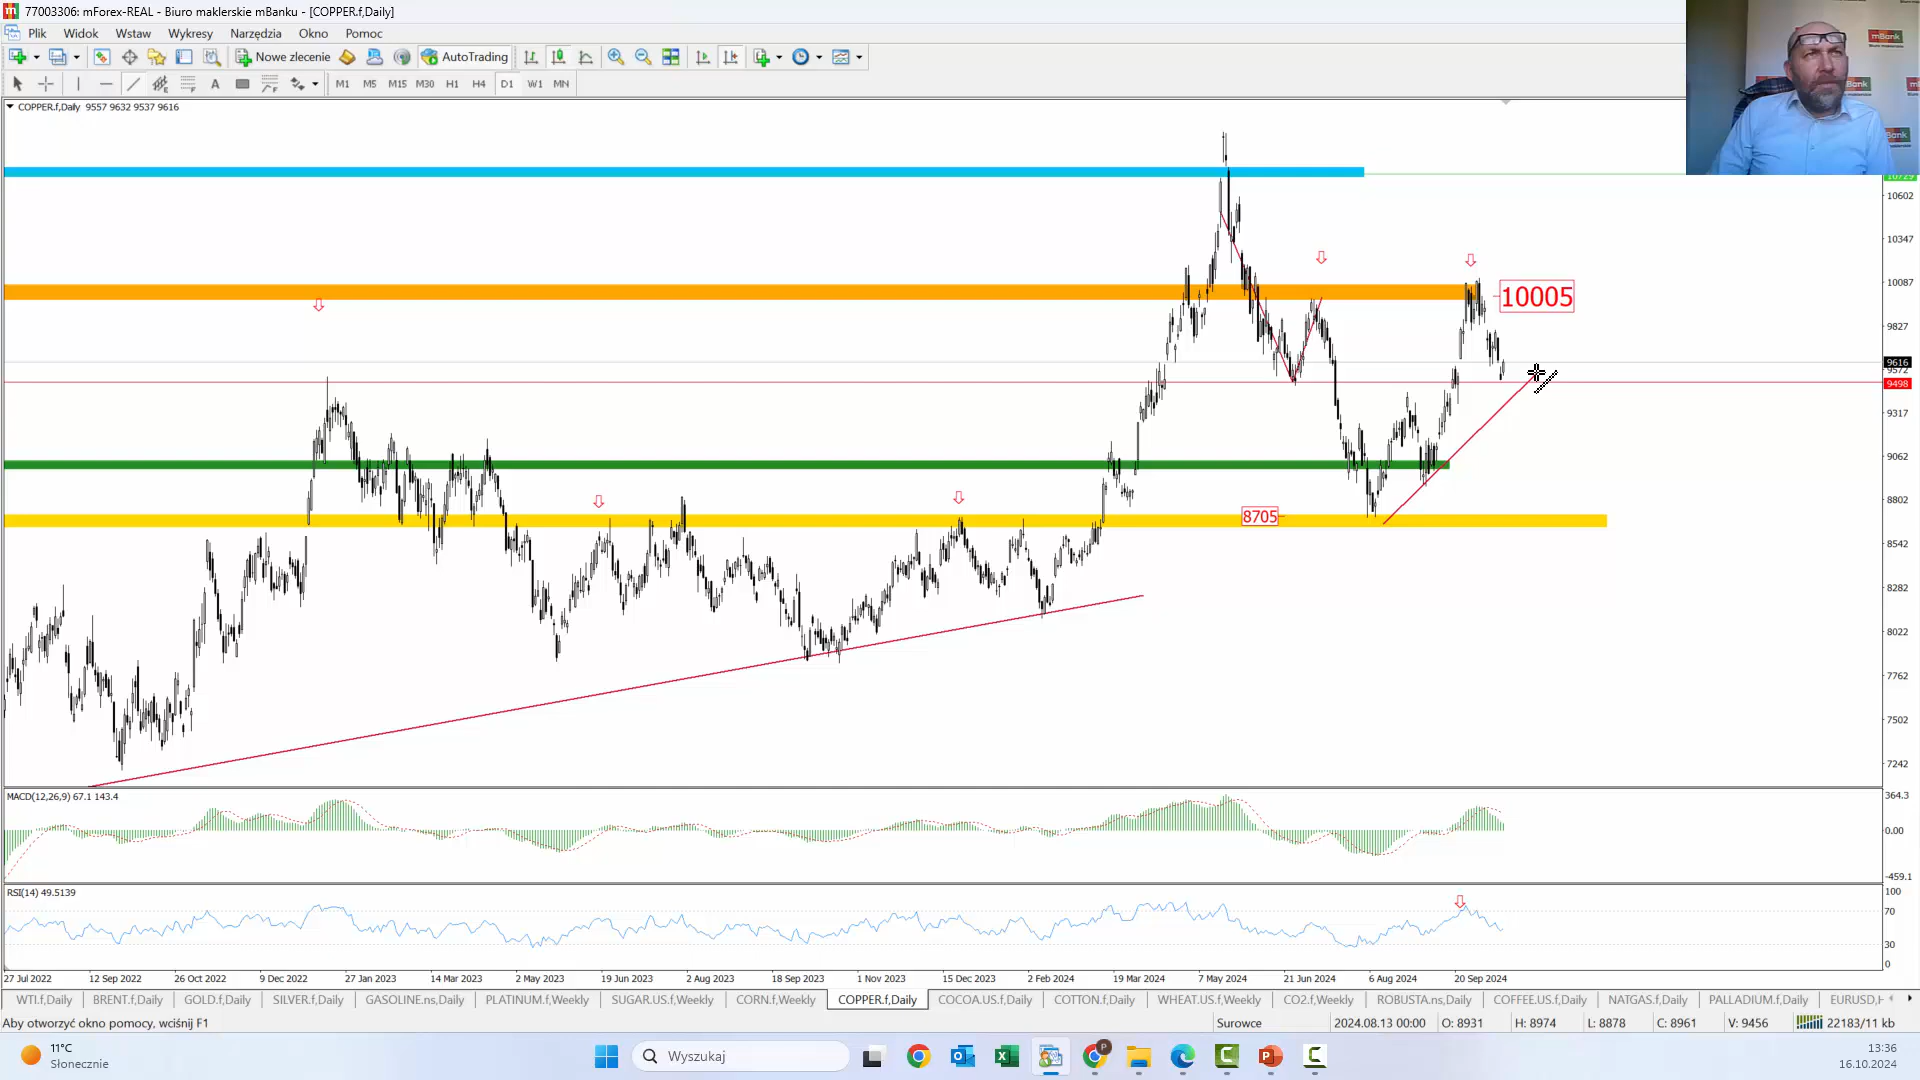 77003306: mForex-REAL - Biuro maklerskie mBanku - [COPPER.f,Daily]
Plik Widok Wstaw Wykresy Narzędzia Okno Pomoc
Nowe zlecenie AutoTrading
A M1 M5 M15 M30 H1 H4 D1 W1 MN
COPPER.f,Daily 9557 9632 9537 9616
mBank
10729
10602
10347
10087
10005
9827
9616
9572
9498
9317
9062
8802
8705
8542
8282
8022
7762
7502
7242
MACD(12,26,9) 67.1 143.4
364.3
0.00
-459.1
RSI(14) 49.5139
100
70
30
0
27 Jul 2022 12 Sep 2022 26 Oct 2022 9 Dec 2022 27 Jan 2023 14 Mar 2023 2 May 2023 19 Jun 2023 2 Aug 2023 18 Sep 2023 1 Nov 2023 15 Dec 2023 2 Feb 2024 19 Mar 2024 7 May 2024 21 Jun 2024 6 Aug 2024 20 Sep 2024
WTI.f,Daily BRENT.f,Daily GOLD.f,Daily SILVER.f,Daily GASOLINE.ns,Daily PLATINUM.f,Weekly SUGAR.US.f,Weekly CORN.f,Weekly COPPER.f,Daily COCOA.US.f,Daily COTTON.f,Daily WHEAT.US.f,Weekly CO2.f,Weekly ROBUSTA.ns,Daily COFFEE.US.f,Daily NATGAS.f,Daily PALLADIUM.f,Daily EURUSD,
Aby otworzyć okno pomocy, wciśnij F1 Surowce 2024.08.13 00:00 O: 8931 H: 8974 L: 8878 C: 8961 V: 9456 22183/11 kb
11°C
Słonecznie
Wyszukaj
13:36
16.10.2024